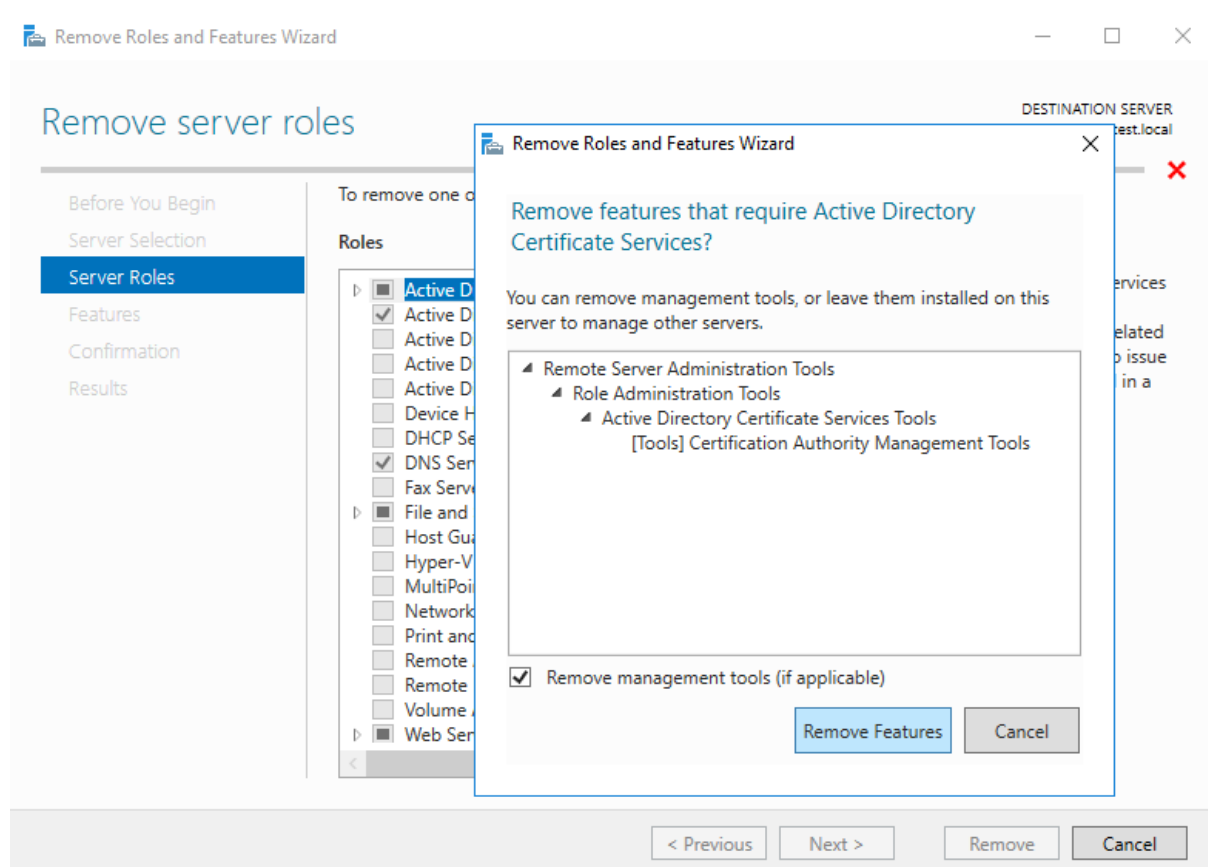 Remove Roles and Features Wizard
Remove server roles
DESTINATION SERVER
test.local
Before You Begin
Server Selection
Server Roles
Features
Confirmation
Results
To remove one o
Roles
Active D
Active D
Active D
Active D
Active D
Device H
DHCP Se
DNS Ser
Fax Serv
File and
Host Gua
Hyper-V
MultiPoi
Network
Print and
Remote
Remote
Volume
Web Ser
Remove Roles and Features Wizard
Remove features that require Active Directory
Certificate Services?
You can remove management tools, or leave them installed on this
server to manage other servers.
Remote Server Administration Tools
Role Administration Tools
Active Directory Certificate Services Tools
[Tools] Certification Authority Management Tools
Remove management tools (if applicable)
Remove Features
Cancel
ervices
elated
o issue
in a
< Previous
Next >
Remove
Cancel